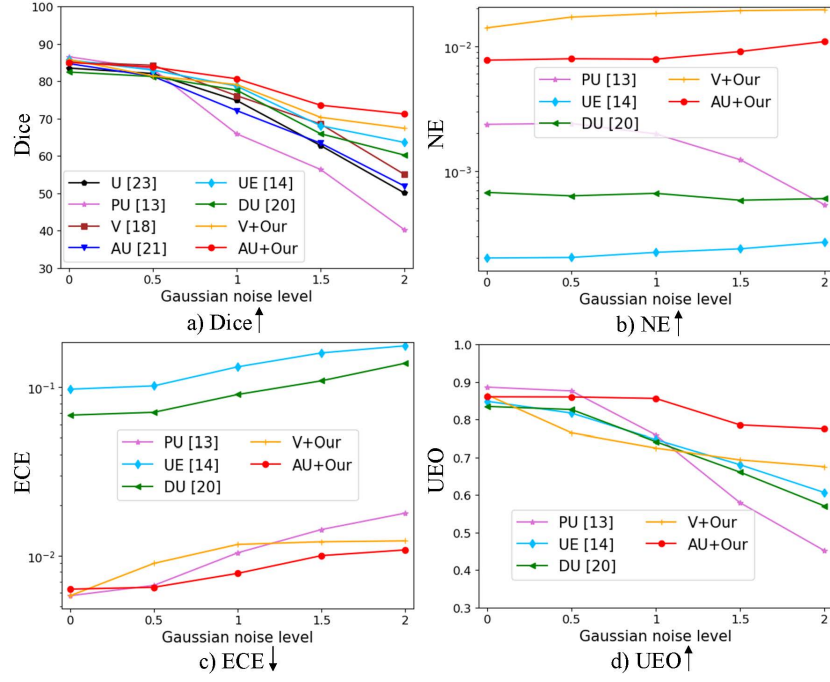 100
90
80
70
60
50
40
30
Dice
U [23]
PU [13]
V [18]
AU [21]
UE [14]
DU [20]
V+Our
AU+Our
0 0.5 1 1.5 2
Gaussian noise level
a) Dice↑
10⁻²
10⁻³
NE
PU [13]
UE [14]
DU [20]
V+Our
AU+Our
0 0.5 1 1.5 2
Gaussian noise level
b) NE↑
10⁻¹
10⁻²
ECE
PU [13]
UE [14]
DU [20]
V+Our
AU+Our
0 0.5 1 1.5 2
Gaussian noise level
c) ECE↓
1.0
0.9
0.8
0.7
0.6
0.5
0.4
0.3
UEO
PU [13]
UE [14]
DU [20]
V+Our
AU+Our
0 0.5 1 1.5 2
Gaussian noise level
d) UEO↑